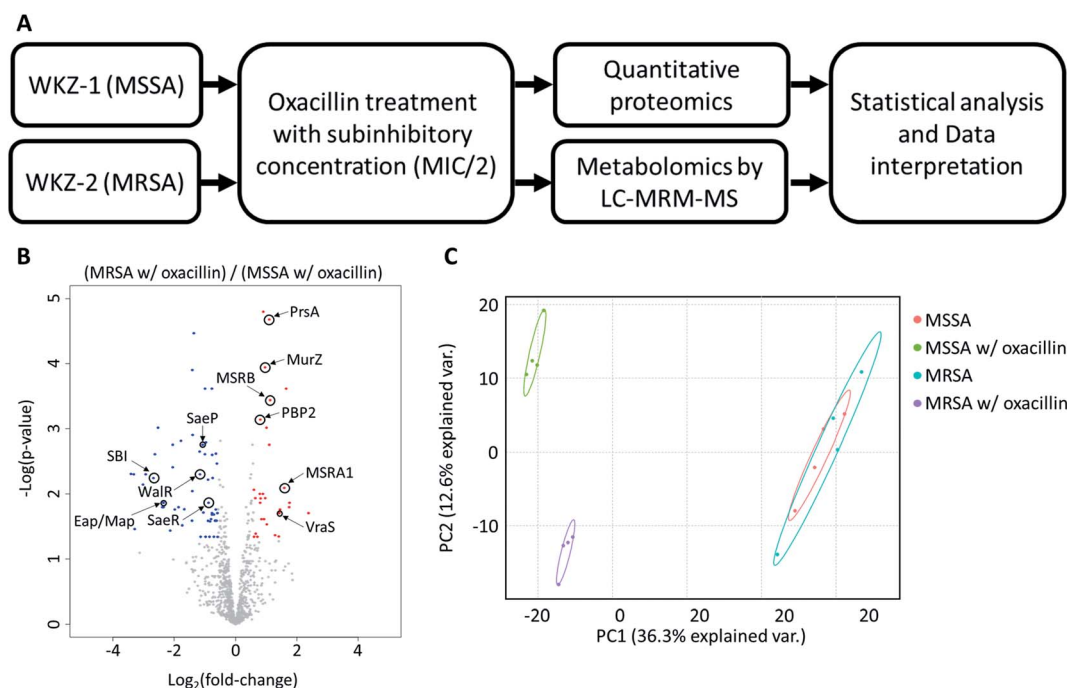 A
WKZ-1 (MSSA)
WKZ-2 (MRSA)
Oxacillin treatment
with subinhibitory
concentration (MIC/2)
Quantitative
proteomics
Metabolomics by
LC-MRM-MS
Statistical analysis
and Data
interpretation
B
(MRSA w/ oxacillin) / (MSSA w/ oxacillin)
5
4
3
2
1
0
-Log(p-value)
PrsA
MurZ
MSRB
PBP2
SaeP
SBI
MSRA1
WalR
Eap/Map
SaeR
VraS
-4
-2
0
2
4
Log2(fold-change)
C
20
10
0
-10
PC2 (12.6% explained var.)
-20
0
20
20
20
PC1 (36.3% explained var.)
MSSA
MSSA w/ oxacillin
MRSA
MRSA w/ oxacillin